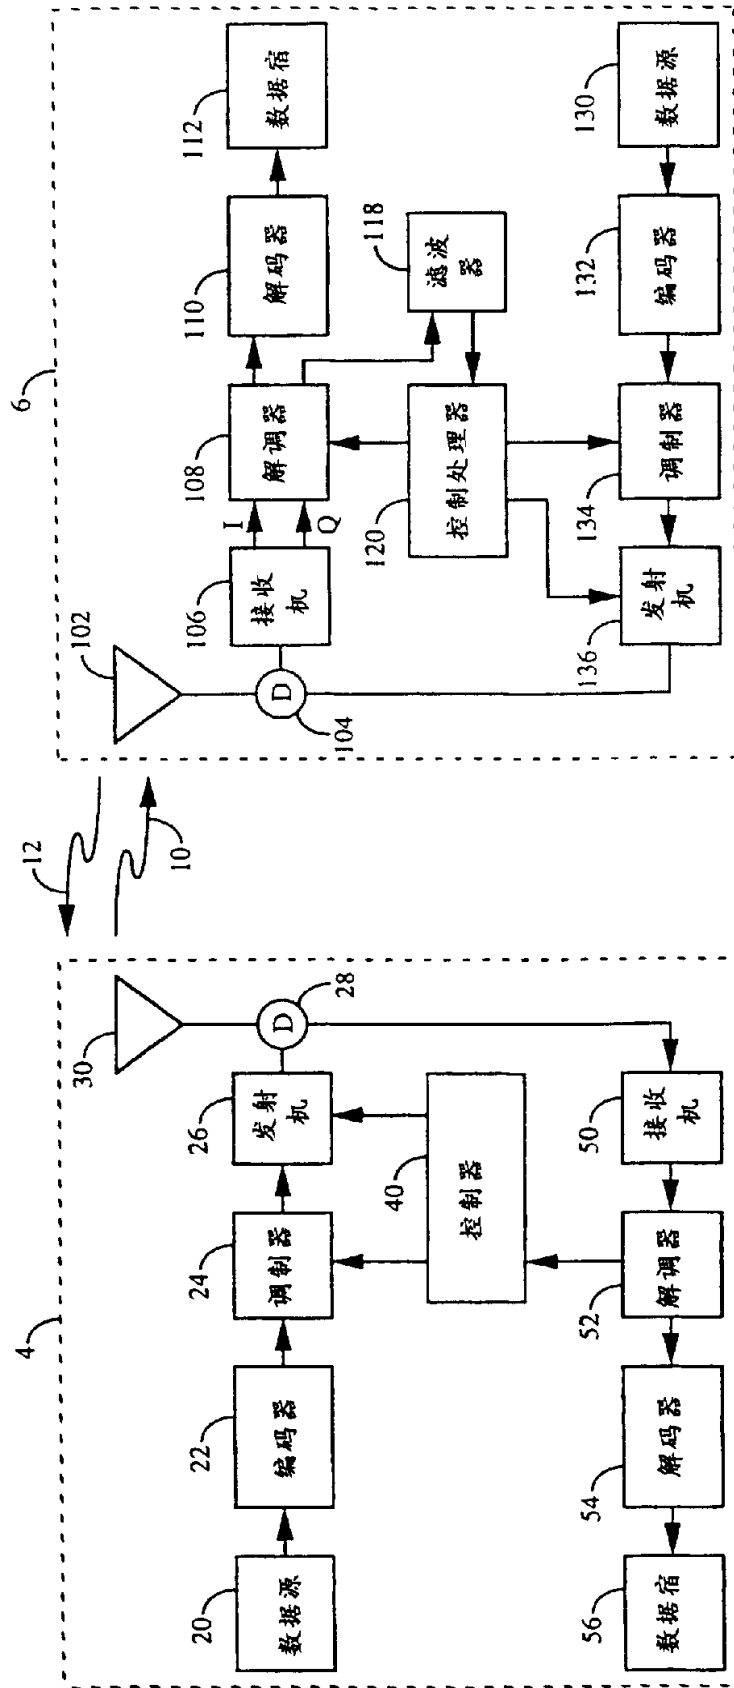 4
20
数据源
22
编码器
24
调制器
26
发射机
28
D
30
40
控制器
50
接收机
52
解调器
54
解码器
56
数据宿
12
10
6
102
104
D
106
接收机
I
Q
108
解调器
110
解码器
112
数据宿
118
滤波器
120
控制处理器
130
数据源
132
编码器
134
调制器
136
发射机